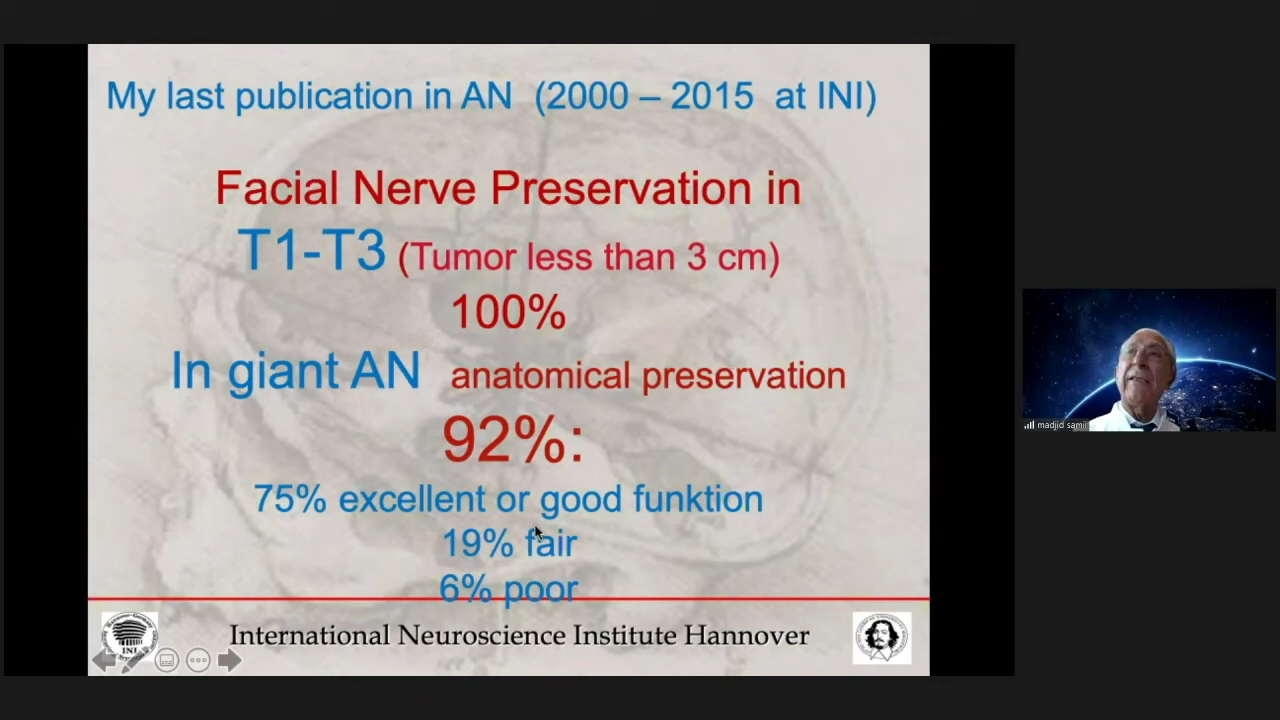 My last publication in AN (2000 – 2015 at INI)
Facial Nerve Preservation in
T1-T3 (Tumor less than 3 cm)
100%
In giant AN anatomical preservation
92%:
75% excellent or good funktion
19% fair
6% poor
International Neuroscience Institute Hannover
INI
madjid samii